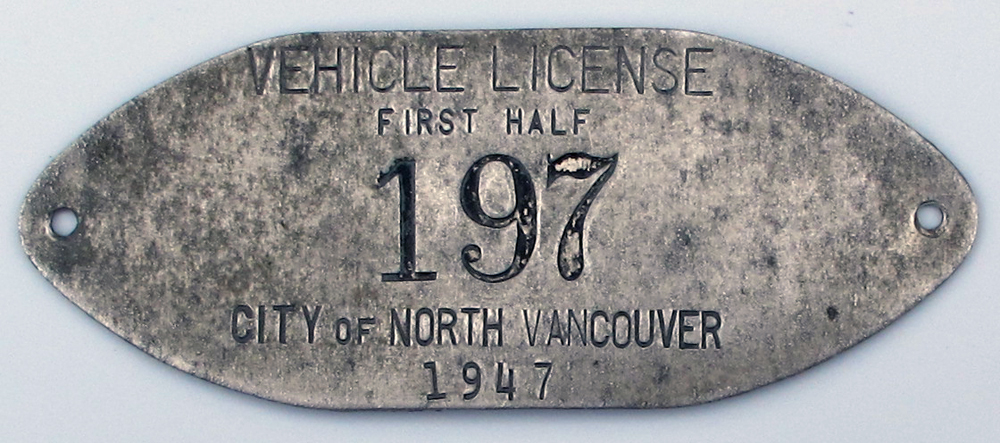 VEHICLE LICENSE
FIRST HALF
197
CITY OF NORTH VANCOUVER
1947